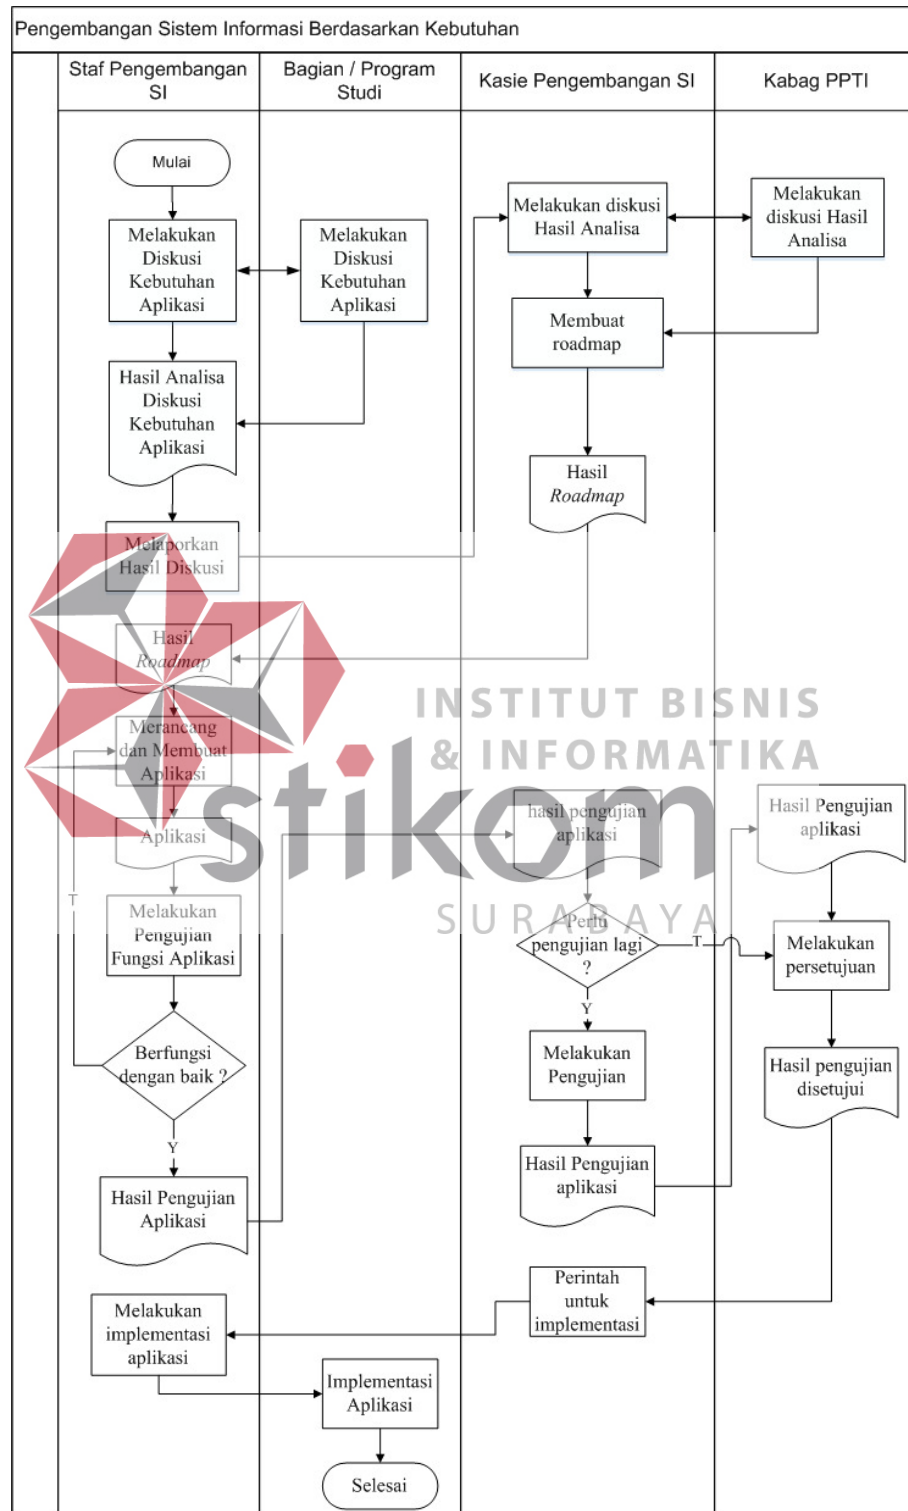 Pengembangan Sistem Informasi Berdasarkan Kebutuhan
Staf Pengembangan
SI
Bagian / Program
Studi
Kasie Pengembangan SI
Kabag PPTI
Mulai
Melakukan
Diskusi
Kebutuhan
Aplikasi
Melakukan
Diskusi
Kebutuhan
Aplikasi
Melakukan diskusi
Hasil Analisa
Melakukan
diskusi Hasil
Analisa
Membuat
roadmap
Hasil Analisa
Diskusi
Kebutuhan
Aplikasi
Hasil
Roadmap
Melaporkan
Hasil Diskusi
Hasil
Roadmap
Merancang
dan Membuat
Aplikasi
INSTITUT BISNIS
& INFORMATIKA
stikom
SURABAYA
Aplikasi
hasil pengujian
aplikasi
Hasil Pengujian
aplikasi
T
Melakukan
Pengujian
Fungsi Aplikasi
Perlu
pengujian lagi
?
T
Melakukan
persetujuan
Y
Berfungsi
dengan baik ?
Melakukan
Pengujian
Hasil pengujian
disetujui
Y
Hasil Pengujian
Aplikasi
Hasil Pengujian
aplikasi
Perintah
untuk
implementasi
Melakukan
implementasi
aplikasi
Implementasi
Aplikasi
Selesai